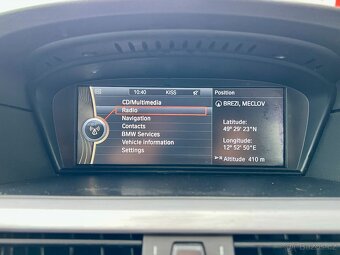 10:40 KISS
CD/Multimedia
Radio
Navigation
Contacts
BMW Services
Vehicle information
Settings
Position
BREZI, MECLOV
Latitude:
49° 29' 23"N
Longitude:
12° 52' 50"E
Altitude 410 m